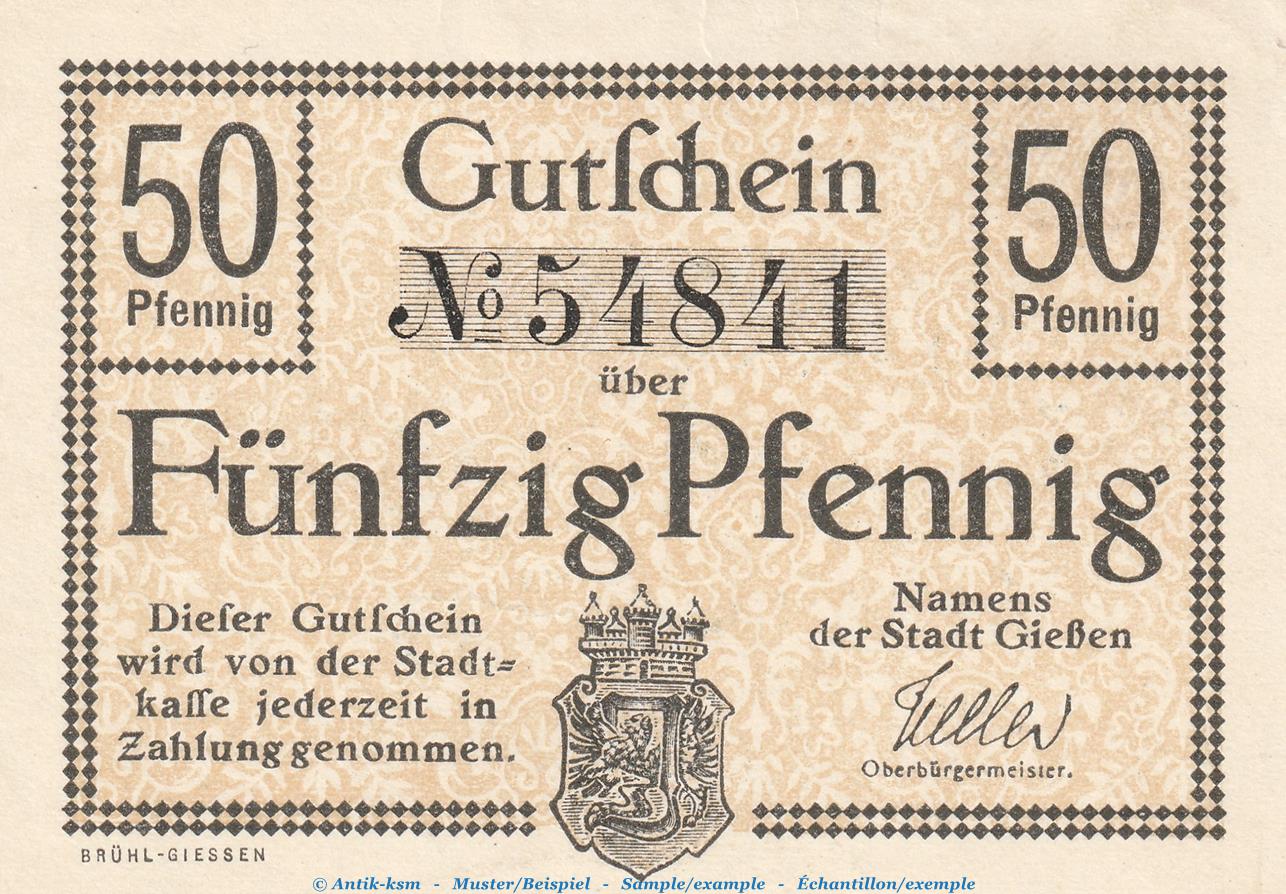 50
Pfennig
Gutſchein
50
Pfennig
No 54841
über
Fünfzig Pfennig
Dieſer Gutſchein
wird von der Stadt⸗
kaſſe jederzeit in
Zahlung genommen.
Namens
der Stadt Gießen
Keller
Oberbürgermeister.
BRÜHL-GIESSEN
© Antik-ksm - Muster/Beispiel - Sample/example - Échantillon/exemple